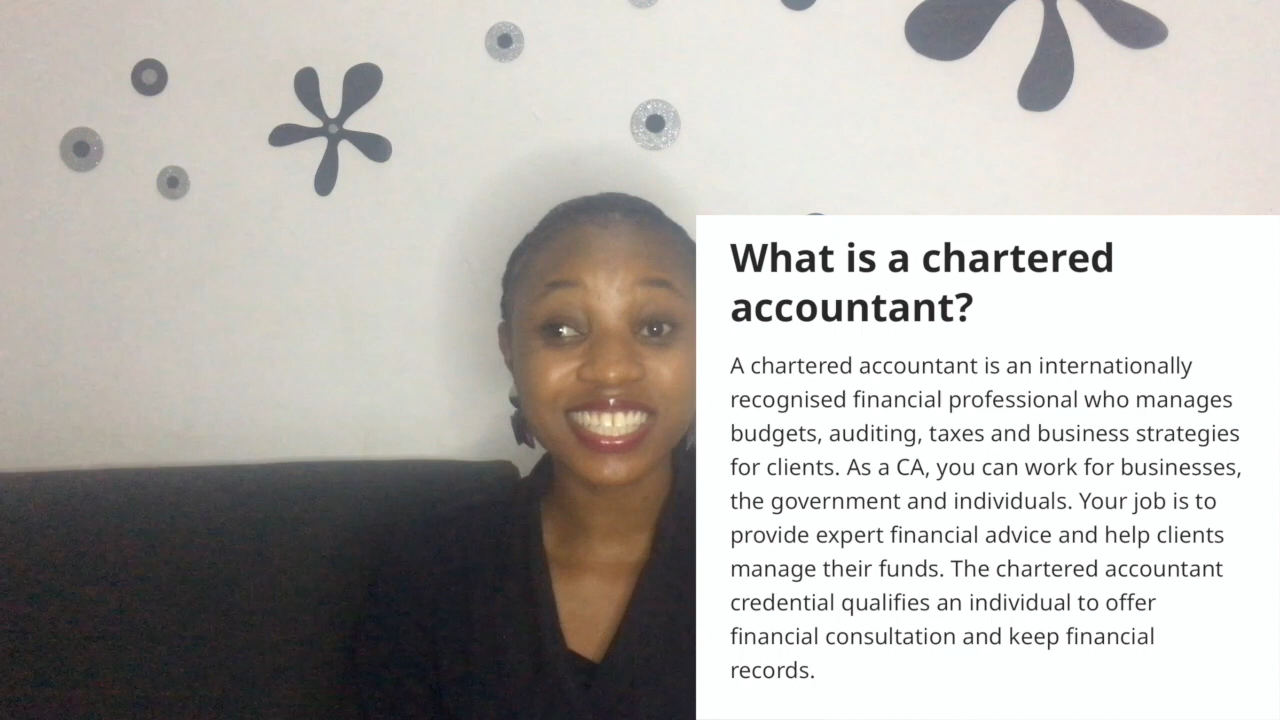 What is a chartered
accountant?
A chartered accountant is an internationally
recognised financial professional who manages
budgets, auditing, taxes and business strategies
for clients. As a CA, you can work for businesses,
the government and individuals. Your job is to
provide expert financial advice and help clients
manage their funds. The chartered accountant
credential qualifies an individual to offer
financial consultation and keep financial
records.